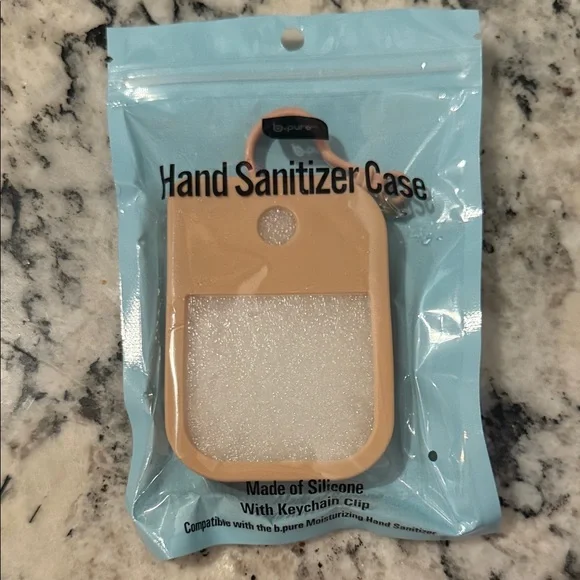 b.pure
Hand Sanitizer Case
Made of Silicone
With Keychain Clip
Compatible with the b.pure Moisturizing Hand Sanitizer